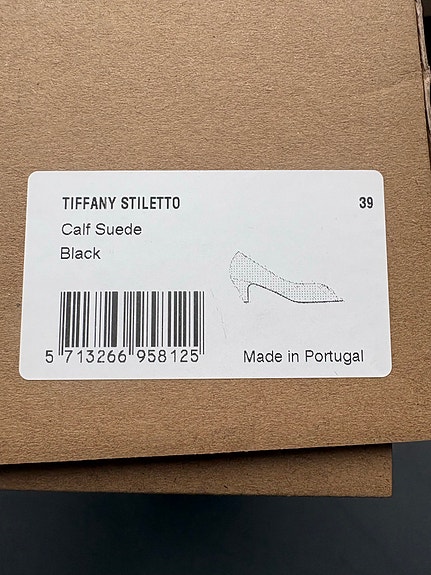 TIFFANY STILETTO 39
Calf Suede
Black
5 713266 958125
Made in Portugal